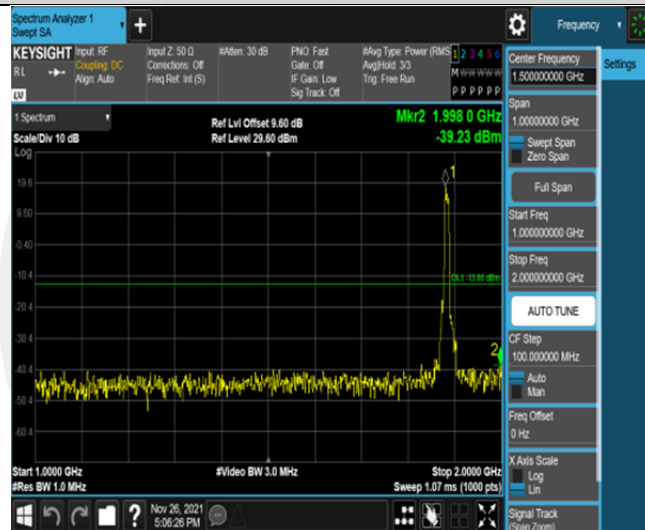 Spectrum Analyzer 1
Swept SA
+
Frequency
KEYSIGHT
RL
LXI
Input: RF
Coupling: DC
Align: Auto
Input Z: 50 Ω
Corrections: Off
Freq Ref: Int (S)
#Atten: 30 dB
PNO: Fast
Gate: Off
IF Gain: Low
Sig Track: Off
#Avg Type: Power (RMS
Avg|Hold: 3/3
Trig: Free Run
1 2 3 4 5 6
M W W W W W
P P P P P P
1 Spectrum
Scale/Div 10 dB
Log
Ref Lvl Offset 9.60 dB
Ref Level 29.60 dBm
Mkr2 1.998 0 GHz
-39.23 dBm
19.6
9.60
-0.40
-10.4
-20.4
-30.4
-40.4
-50.4
-60.4
1
DL1 -13.00 dBm
2
Start 1.0000 GHz
#Res BW 1.0 MHz
#Video BW 3.0 MHz
Stop 2.0000 GHz
Sweep 1.07 ms (1000 pts)
Center Frequency
1.500000000 GHz
Span
1.00000000 GHz
Swept Span
Zero Span
Full Span
Start Freq
1.000000000 GHz
Stop Freq
2.000000000 GHz
AUTO TUNE
CF Step
100.000000 MHz
Auto
Man
Freq Offset
0 Hz
X Axis Scale
Log
Lin
Signal Track
(Span Zoom)
Settings
?
Nov 26, 2021
5:06:26 PM